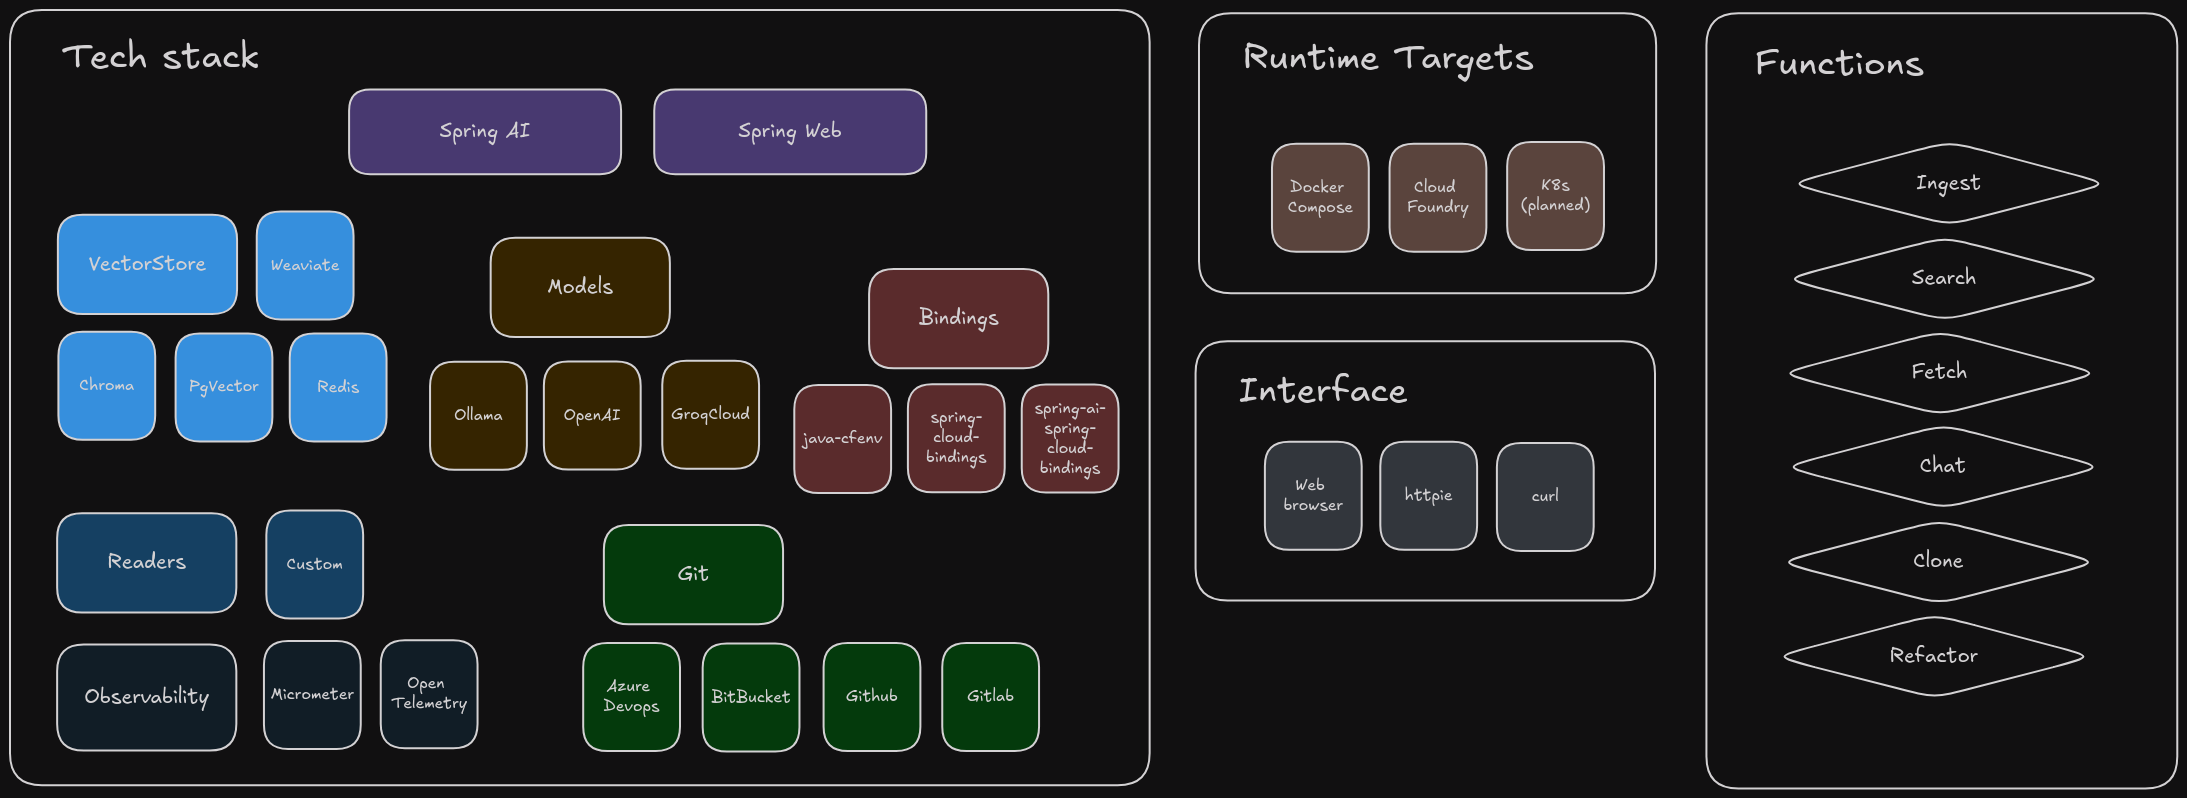 Tech stack
Spring AI
Spring Web
VectorStore
Weaviate
Chroma
PgVector
Redis
Models
Ollama
OpenAI
GroqCloud
Bindings
java-cfenv
spring-
cloud-
bindings
spring-ai-
spring-
cloud-
bindings
Readers
Custom
Observability
Micrometer
Open
Telemetry
Git
Azure
Devops
BitBucket
Github
Gitlab
Runtime Targets
Docker
Compose
Cloud
Foundry
K8s
(planned)
Interface
Web
browser
httpie
curl
Functions
Ingest
Search
Fetch
Chat
Clone
Refactor